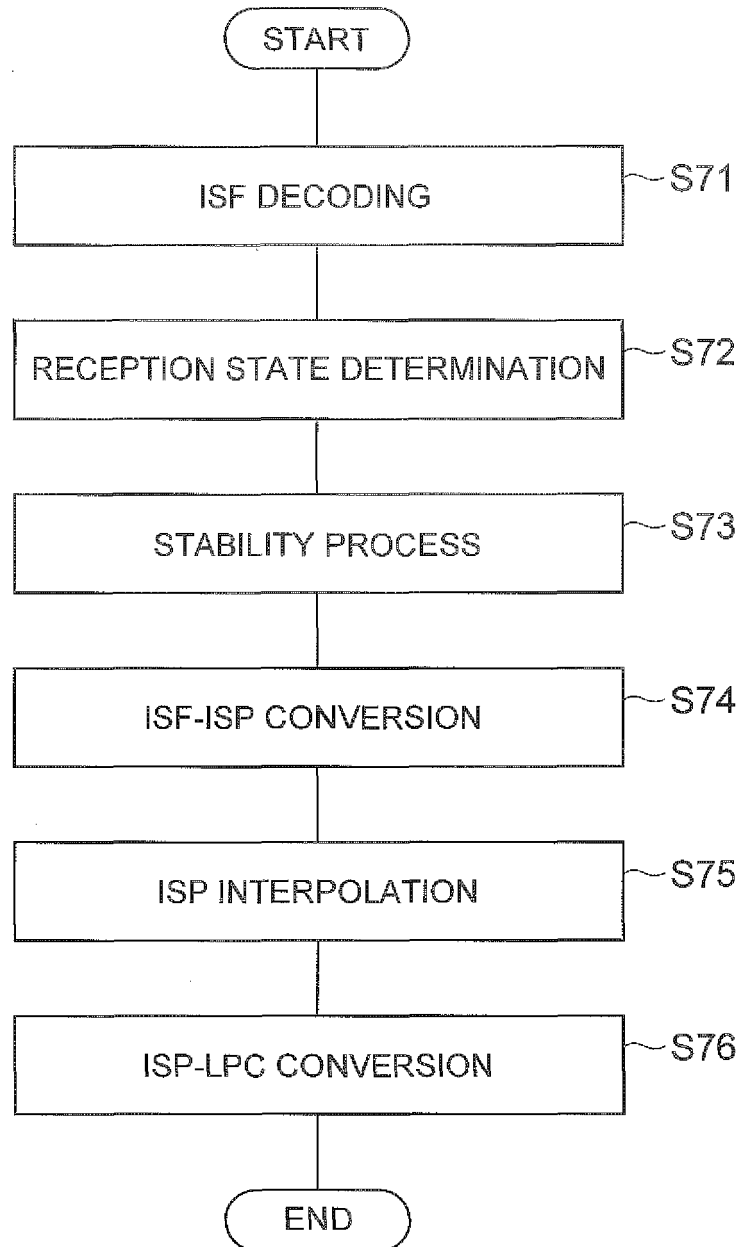 START
ISF DECODING
S71
RECEPTION STATE DETERMINATION
S72
STABILITY PROCESS
S73
ISF-ISP CONVERSION
S74
ISP INTERPOLATION
S75
ISP-LPC CONVERSION
S76
END